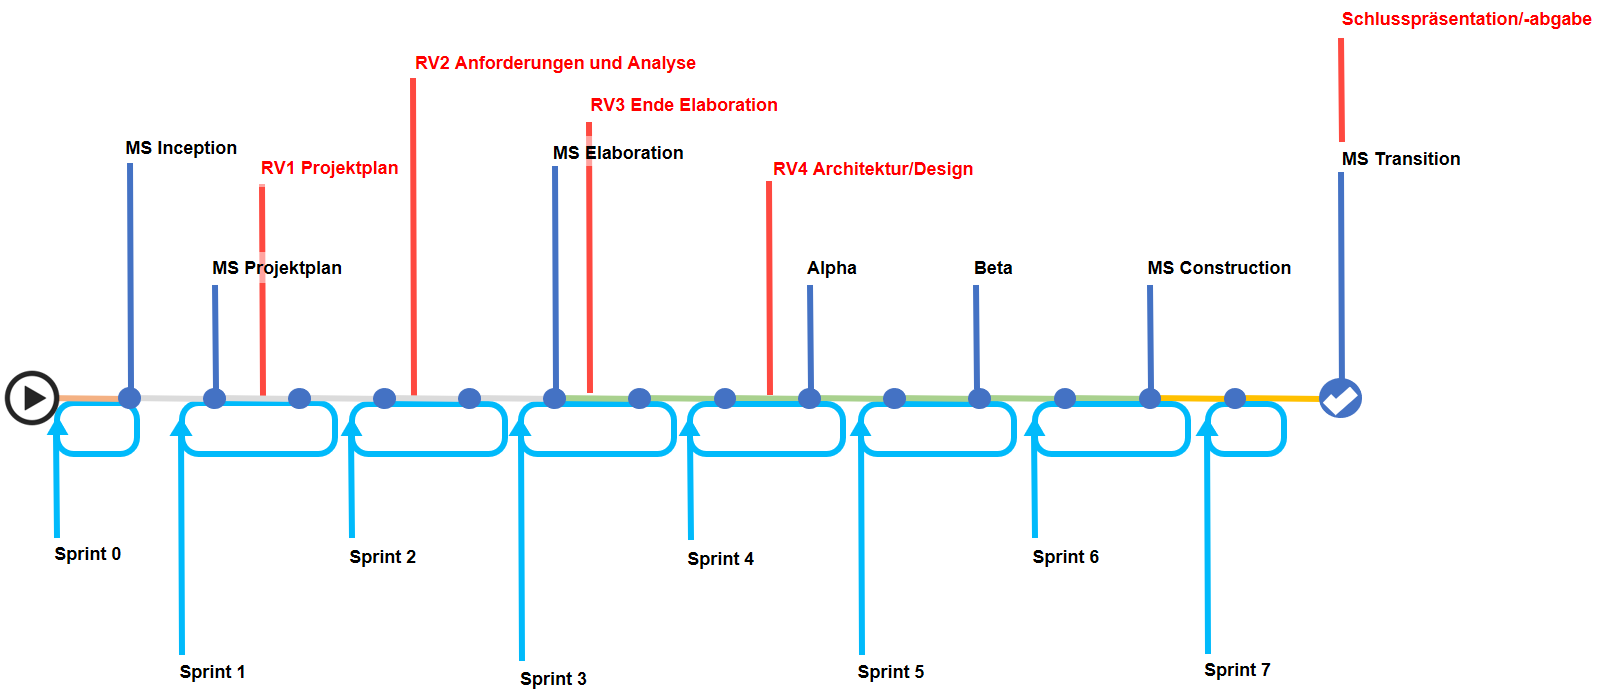 Schlusspräsentation/-abgabe
RV2 Anforderungen und Analyse
RV3 Ende Elaboration
MS Inception
MS Elaboration
MS Transition
RV1 Projektplan
RV4 Architektur/Design
MS Projektplan
Alpha
Beta
MS Construction
Sprint 0
Sprint 2
Sprint 4
Sprint 6
Sprint 1
Sprint 3
Sprint 5
Sprint 7